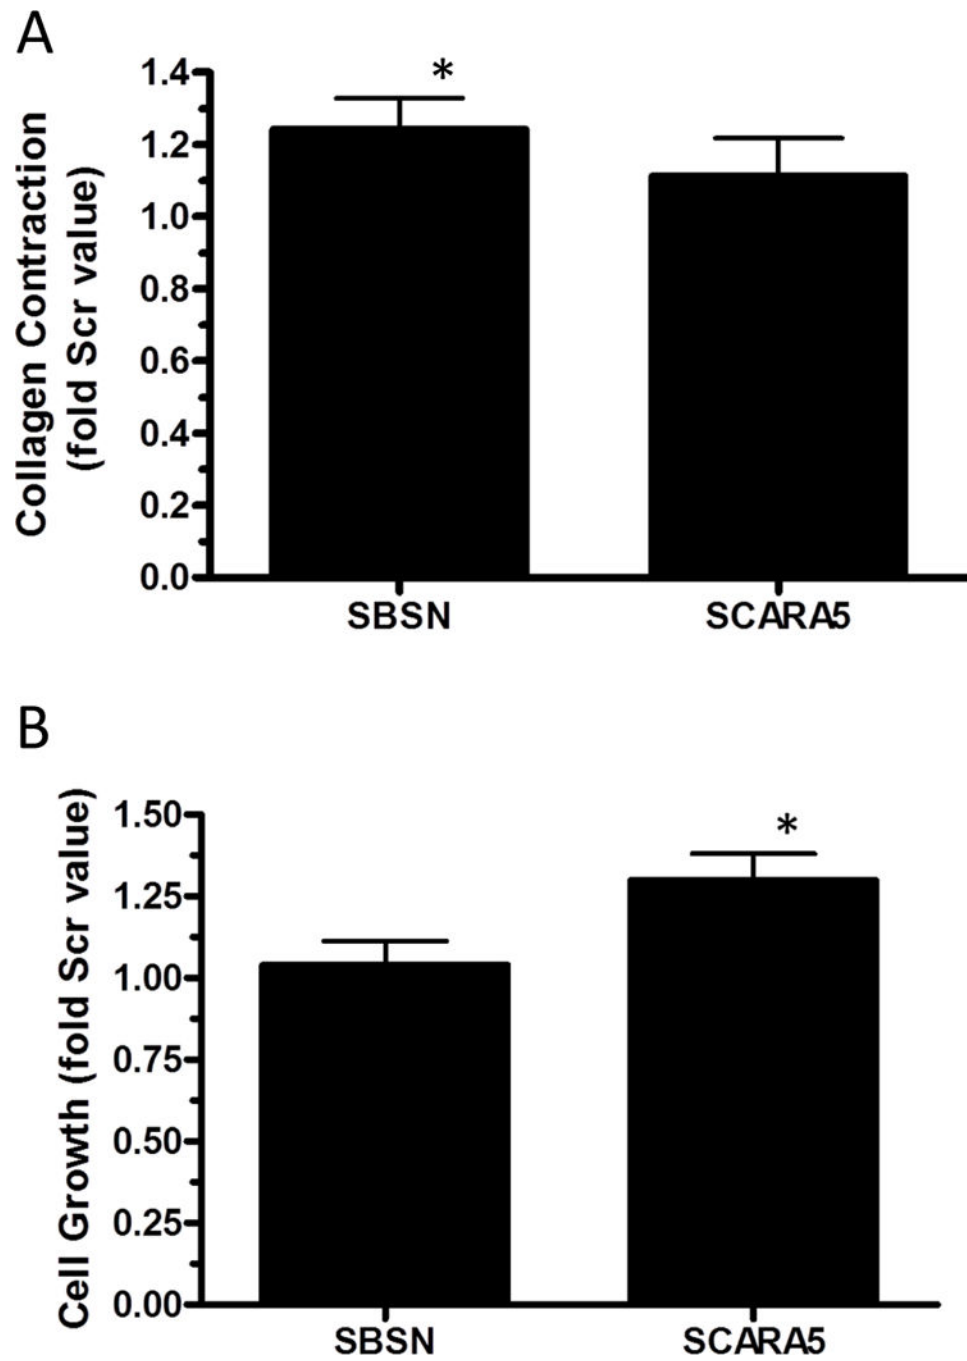 A
Collagen Contraction
(fold Scr value)
1.4
1.2
1.0
0.8
0.6
0.4
0.2
0.0
*
SBSN
SCARA5
B
Cell Growth (fold Scr value)
1.50
1.25
1.00
0.75
0.50
0.25
0.00
*
SBSN
SCARA5